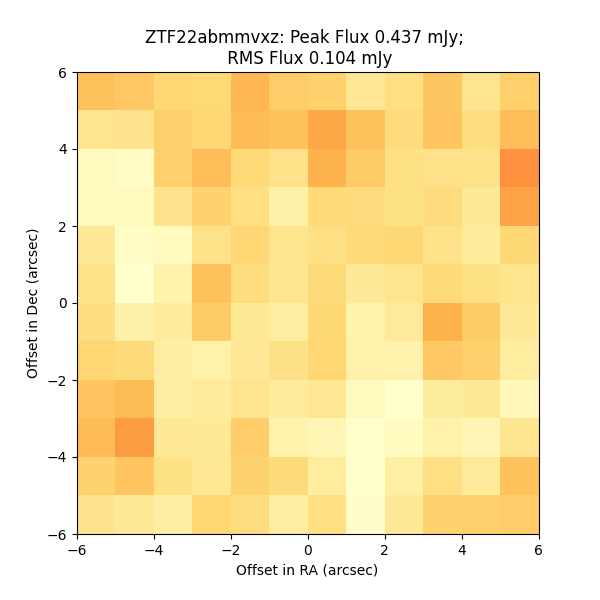 ZTF22abmmvxz: Peak Flux 0.437 mJy;
RMS Flux 0.104 mJy
6
4
2
0
−2
−4
−6
Offset in Dec (arcsec)
−6 −4 −2 0 2 4 6
Offset in RA (arcsec)